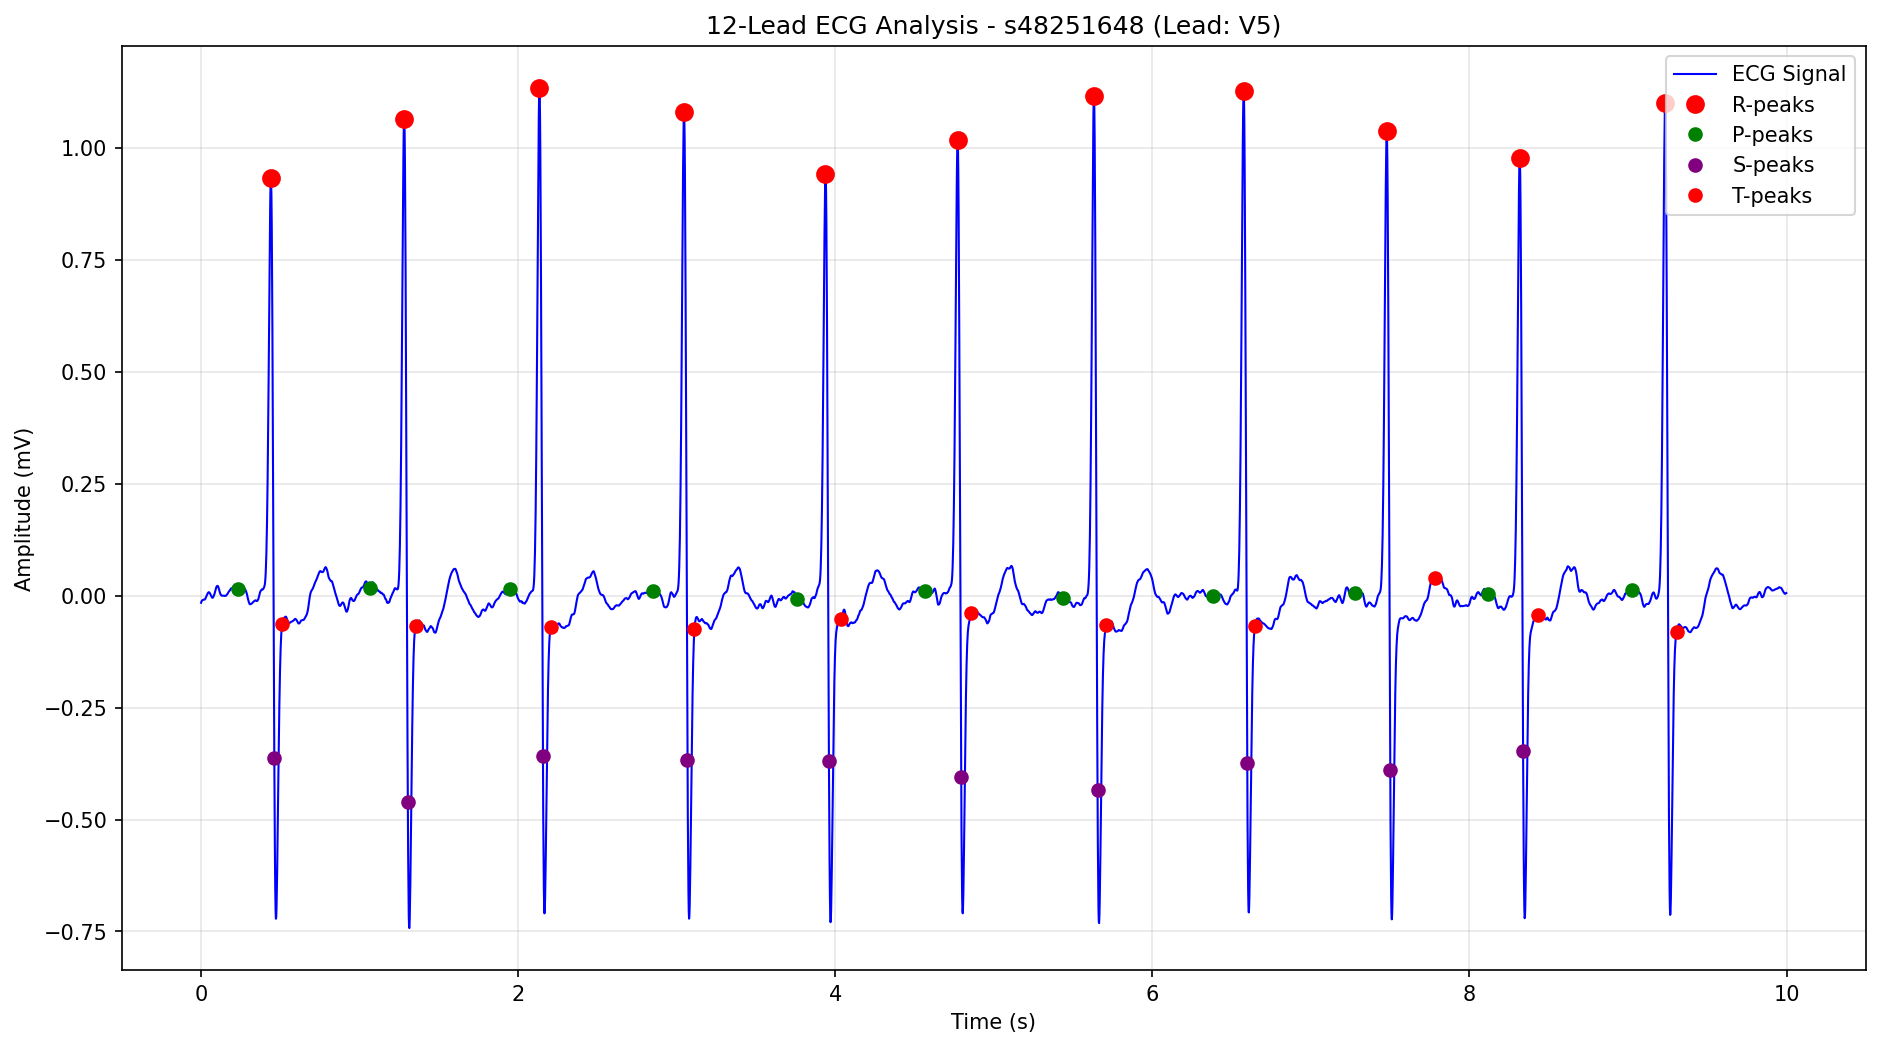 12-Lead ECG Analysis - s48251648 (Lead: V5)
ECG Signal
R-peaks
P-peaks
S-peaks
T-peaks
Amplitude (mV)
1.00
0.75
0.50
0.25
0.00
−0.25
−0.50
−0.75
0 2 4 6 8 10
Time (s)